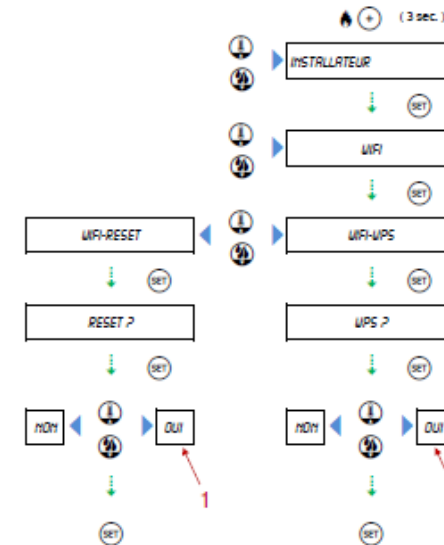 + (3 sec.)
INSTALLATEUR
SET
WIFI
SET
WIFI-RESET
WIFI-WPS
SET
SET
RESET ?
WPS ?
SET
SET
NON
OUI
NON
OUI
1
SET
SET